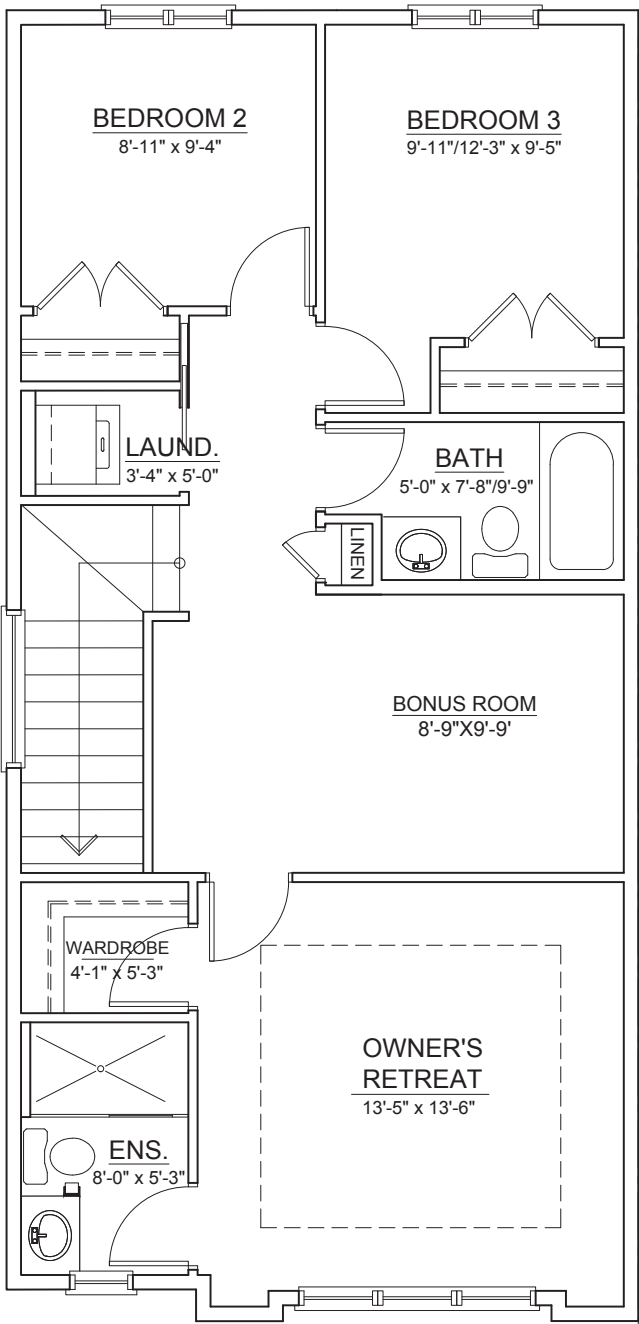 BEDROOM 2
8'-11" x 9'-4"
BEDROOM 3
9'-11"/12'-3" x 9'-5"
LAUND.
3'-4" x 5'-0"
BATH
5'-0" x 7'-8"/9'-9"
LINEN
BONUS ROOM
8'-9"X9'-9'
WARDROBE
4'-1" x 5'-3"
OWNER'S
RETREAT
13'-5" x 13'-6"
ENS.
8'-0" x 5'-3"